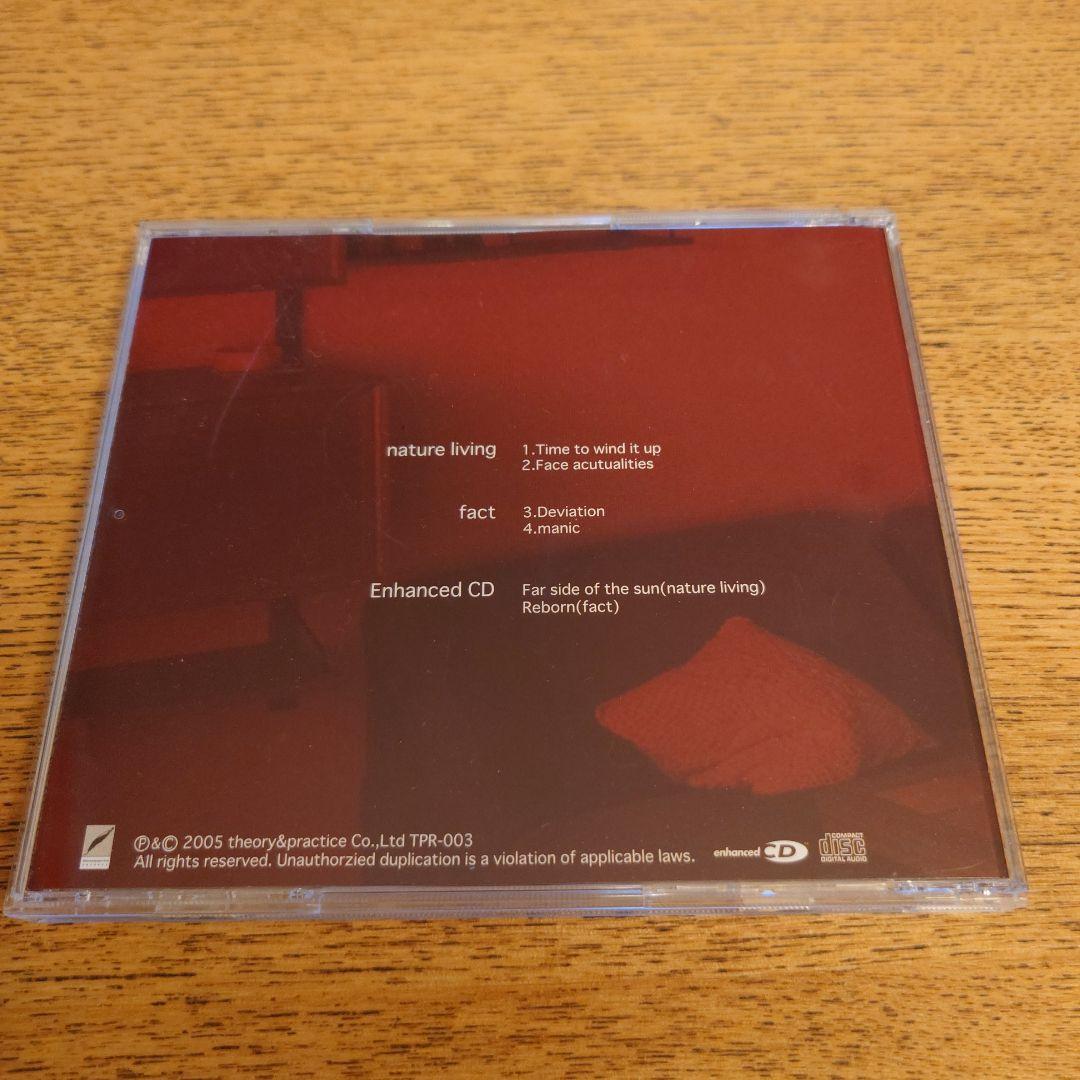 nature living 1.Time to wind it up
2.Face acutualities
fact 3.Deviation
4.manic
Enhanced CD Far side of the sun(nature living)
Reborn(fact)
℗&© 2005 theory&practice Co.,Ltd TPR-003
All rights reserved. Unauthorzied duplication is a violation of applicable laws.
enhanced CD
COMPACT
disc
DIGITAL AUDIO